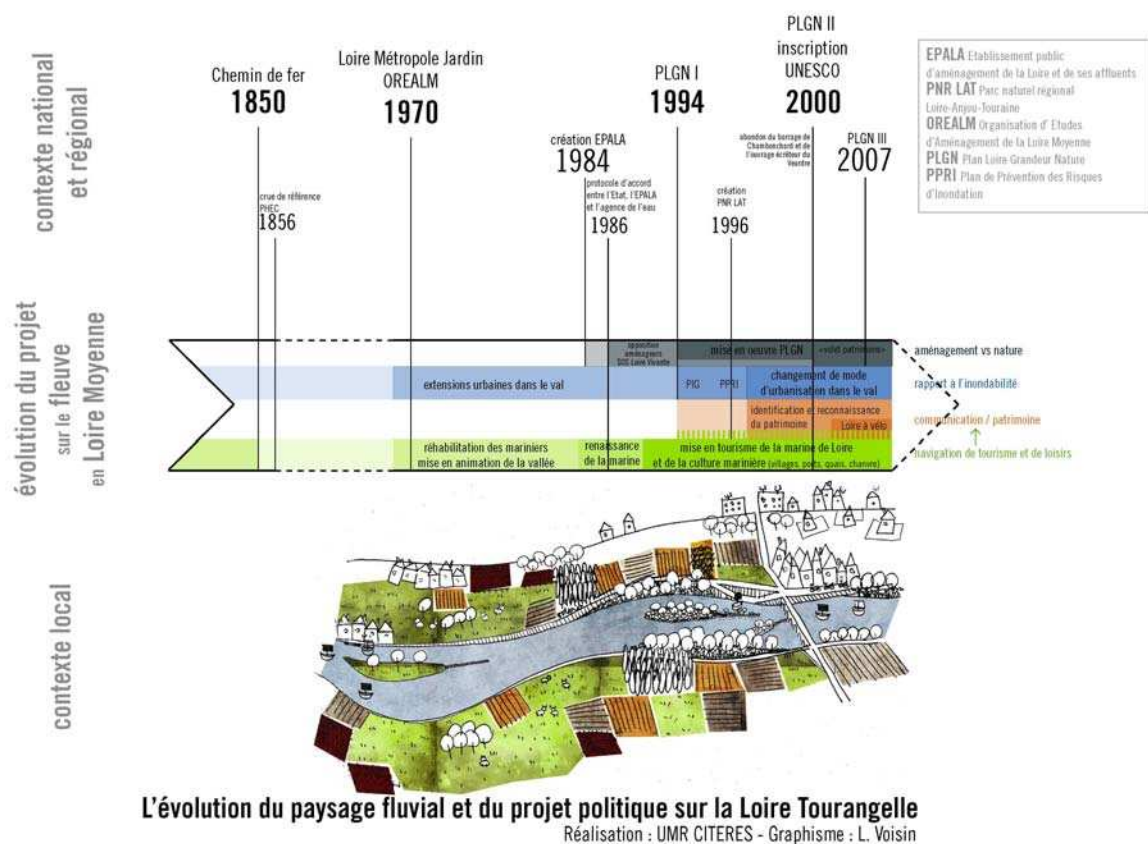 contexte national
et régional
Chemin de fer
1850
crue de référence
PHEC
1856
Loire Métropole Jardin
OREALM
1970
création EPALA
1984
protocole d'accord
entre l'Etat, l'EPALA
et l'agence de l'eau
1986
PLGN I
1994
création
PNR LAT
1996
PLGN II
inscription
UNESCO
2000
abandon du barrage de
Chambonchard et de
l'ouvrage écrêteur du
Veurdre
PLGN III
2007
EPALA Etablissement public
d'aménagement de la Loire et de ses affluents
PNR LAT Parc naturel régional
Loire-Anjou-Touraine
OREALM Organisation d' Etudes
d'Aménagement de la Loire Moyenne
PLGN Plan Loire Grandeur Nature
PPRI Plan de Prévention des Risques
d'Inondation
évolution du projet
sur le fleuve
en Loire Moyenne
opposition
aménageurs
SOS Loire Vivante
mise en oeuvre PLGN
«volet patrimoine»
aménagement vs nature
extensions urbaines dans le val
PIG
PPRI
changement de mode
d'urbanisation dans le val
rapport à l'inondabilité
identification et reconnaissance
du patrimoine
Loire à vélo
communication / patrimoine
réhabilitation des mariniers
mise en animation de la vallée
renaissance
de la marine
mise en tourisme de la marine de Loire
et de la culture marinière (villages, ports, quais, chanvre)
navigation de tourisme et de loisirs
contexte local
L'évolution du paysage fluvial et du projet politique sur la Loire Tourangelle
Réalisation : UMR CITERES - Graphisme : L. Voisin